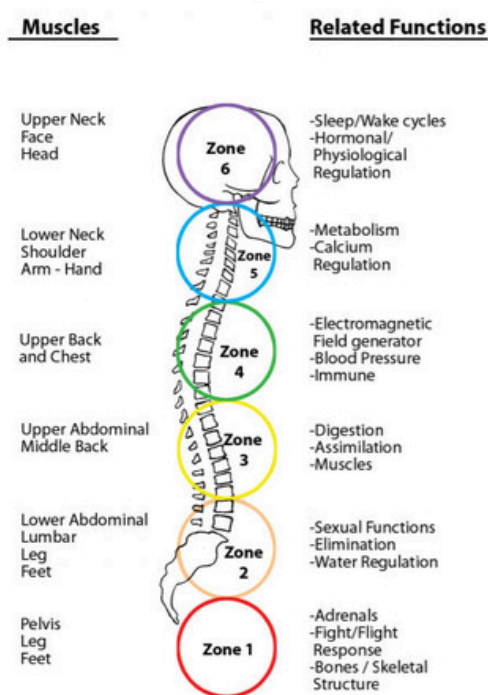 Muscles
Related Functions
Upper Neck
Face
Head
Zone
6
-Sleep/Wake cycles
-Hormonal/
Physiological
Regulation
Lower Neck
Shoulder
Arm - Hand
Zone
5
-Metabolism
-Calcium
Regulation
Upper Back
and Chest
Zone
4
-Electromagnetic
Field generator
-Blood Pressure
-Immune
Upper Abdominal
Middle Back
Zone
3
-Digestion
-Assimilation
-Muscles
Lower Abdominal
Lumbar
Leg
Feet
Zone
2
-Sexual Functions
-Elimination
-Water Regulation
Pelvis
Leg
Feet
Zone 1
-Adrenals
-Fight/Flight
Response
-Bones / Skeletal
Structure